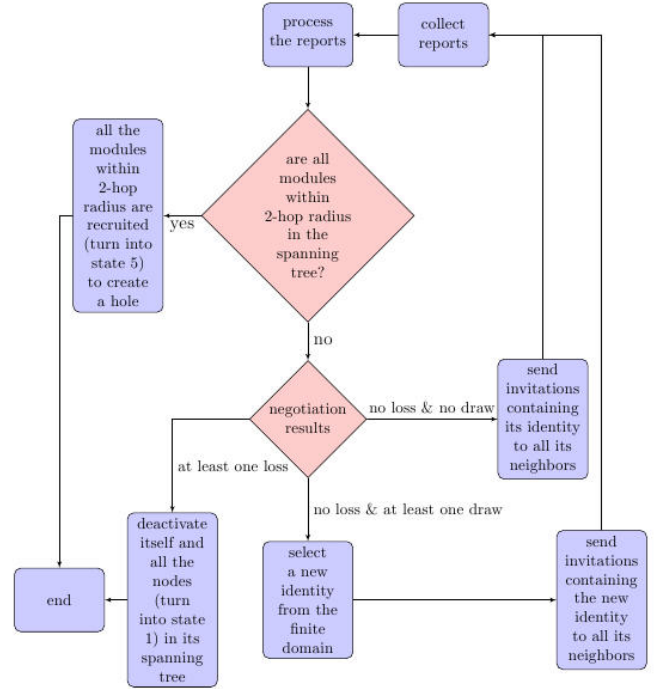 process
the reports
collect
reports
all the
modules
within
2-hop
radius are
recruited
(turn into
state 5)
to create
a hole
yes
are all
modules
within
2-hop radius
in the
spanning
tree?
no
negotiation
results
no loss & no draw
send
invitations
containing
its identity
to all its
neighbors
at least one loss
no loss & at least one draw
deactivate
itself and
all the
nodes
(turn
into state
1) in its
spanning
tree
end
select
a new
identity
from the
finite
domain
send
invitations
containing
the new
identity
to all its
neighbors